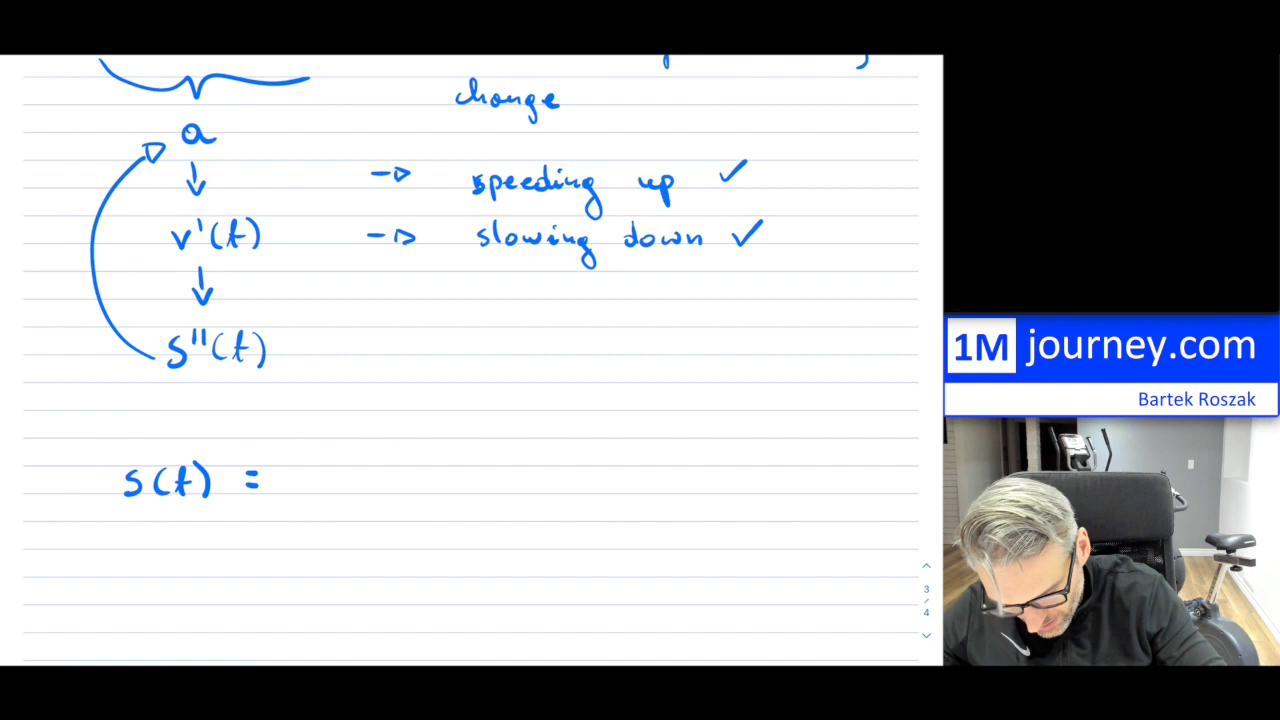 change
a
→ speeding up ✓
↓
v'(t) → slowing down ✓
↓
s''(t)
s(t) =
1M journey.com
Bartek Roszak
3
/
4